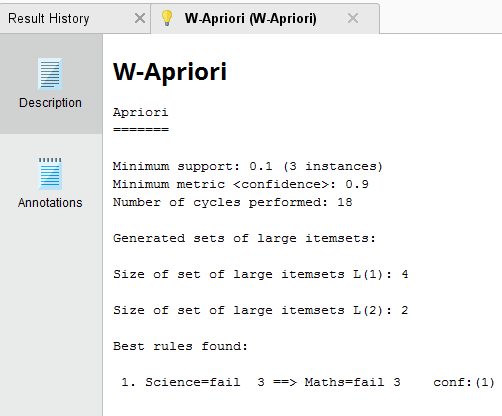 Result History
W-Apriori (W-Apriori)
Description
Annotations
W-Apriori
Apriori
=======
Minimum support: 0.1 (3 instances)
Minimum metric <confidence>: 0.9
Number of cycles performed: 18
Generated sets of large itemsets:
Size of set of large itemsets L(1): 4
Size of set of large itemsets L(2): 2
Best rules found:
1. Science=fail  3 ==> Maths=fail 3    conf:(1)